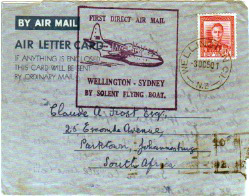 BY AIR MAIL
AIR LETTER CARD
IF ANYTHING IS ENCLOSED
THIS CARD WILL BE SENT
BY ORDINARY MAIL
FIRST DIRECT AIR MAIL
WELLINGTON - SYDNEY
BY SOLENT FLYING BOAT.
Claude A. Frost Esq.,
25 Avenue,
Parktown, Johannesburg
South Africa